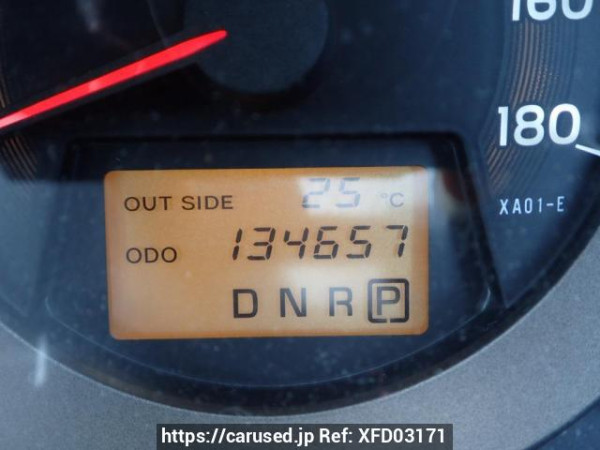 160
180
OUT SIDE 25 °C
XA01-E
ODO 134657
D N R P
https://carused.jp Ref: XFD03171